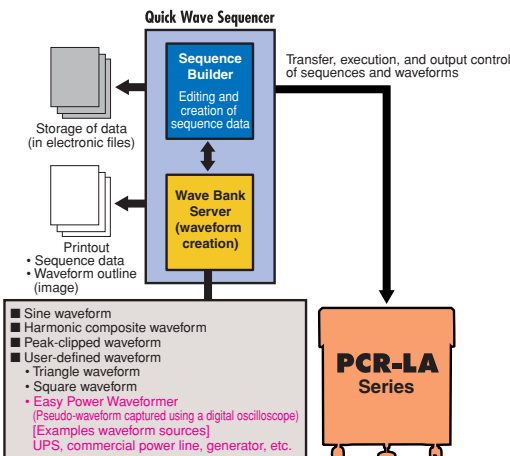 Quick Wave Sequencer
Sequence
Builder
Editing and
creation of
sequence data
Transfer, execution, and output control
of sequences and waveforms
Storage of data
(in electronic files)
Wave Bank
Server
(waveform
creation)
Printout
• Sequence data
• Waveform outline
(image)
■ Sine waveform
■ Harmonic composite waveform
■ Peak-clipped waveform
■ User-defined waveform
• Triangle waveform
• Square waveform
• Easy Power Waveformer
(Pseudo-waveform captured using a digital oscilloscope)
[Examples waveform sources]
UPS, commercial power line, generator, etc.
PCR-LA
Series